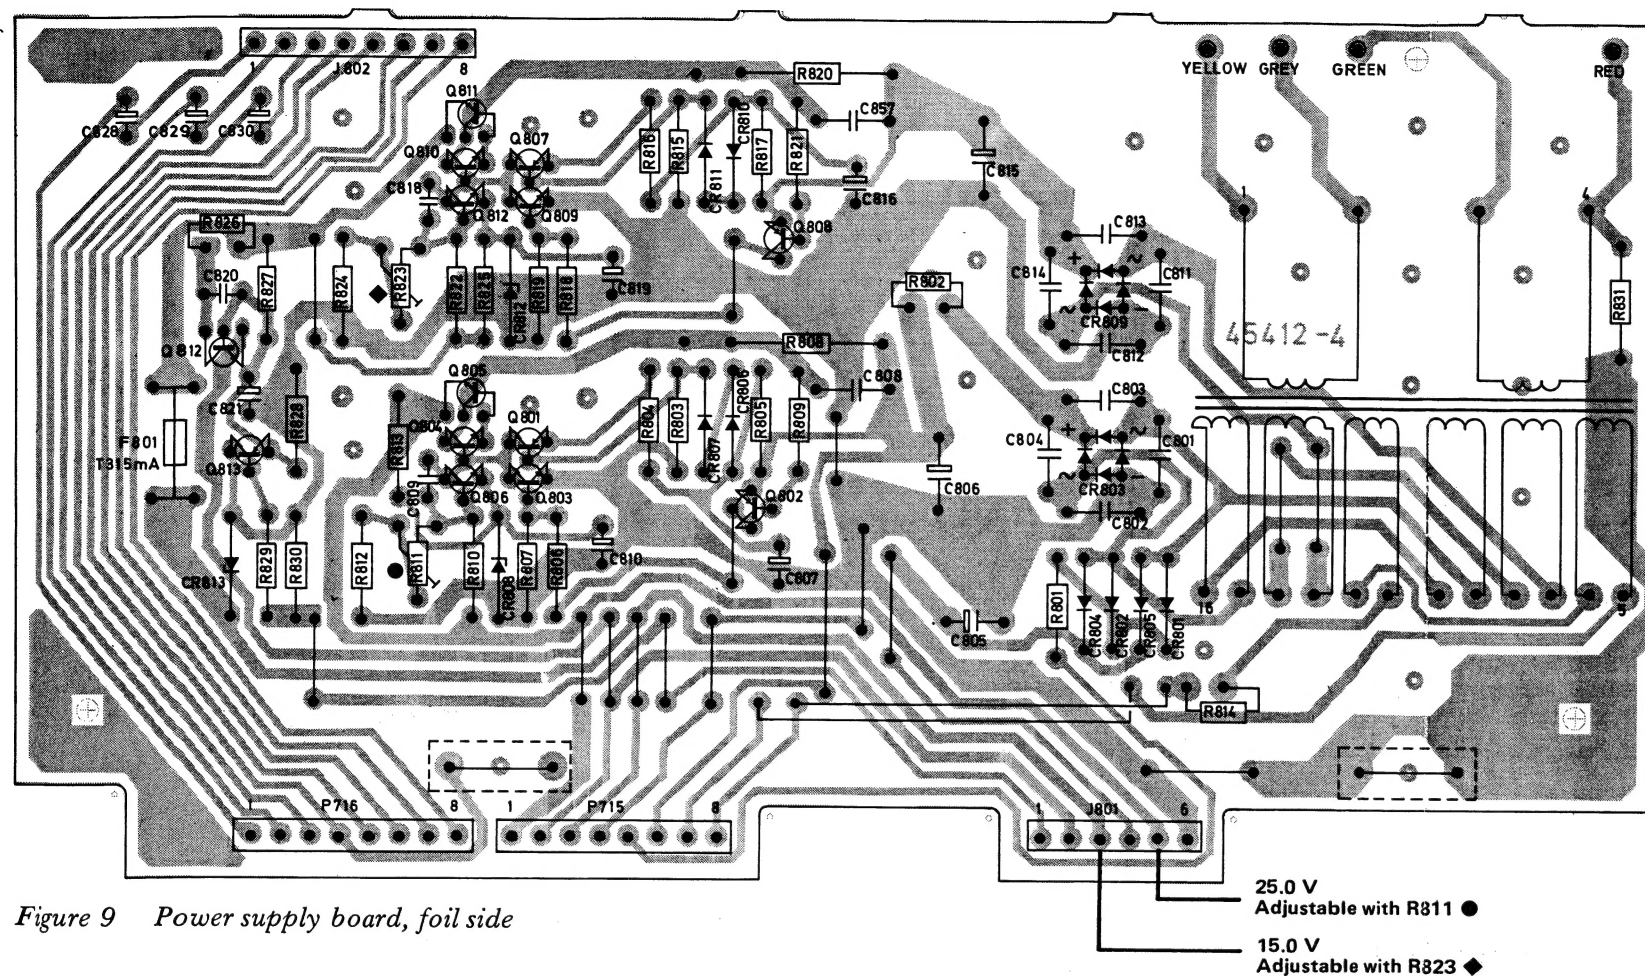 1 J802 8
YELLOW GREY GREEN RED
Q811 R820
C828 C829 C830 C857
Q810 Q807 R816 R815 CR810 R817 R821
C818 CR811 C815
Q812 Q809 C816
R826 Q808 C813 1 4
C820 R827 R824 R823 R822 R825 CR812 R819 R818 C819 R802 C814 + ~ C811 R831
~ CR809 −
Q812 R808 C812 45412-4
Q805 C808 C803
C821 R828 Q804 Q801 R804 R803 CR806 R805 R809
F801 R813 CR807 C804 + ~ C801
T315mA Q813 C809 Q806 Q803 Q802 C806 ~ CR803 −
C802
CR813 R829 R830 R812 R811 R810 CR808 R807 R806 C810 C807
R801 CR804 CR802 CR805 CR801 16 5
C805
R814
1 P716 8 1 P715 8 1 J801 6
25.0 V
Adjustable with R811
15.0 V
Adjustable with R823
Figure 9 Power supply board, foil side